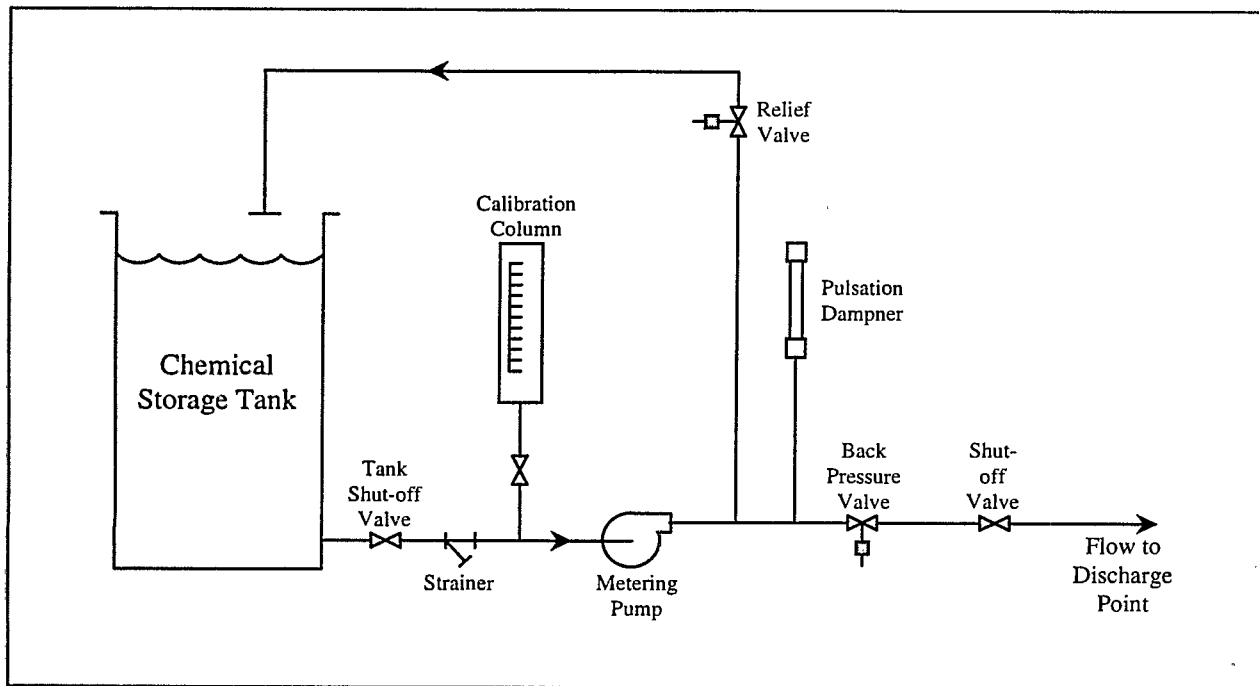 Relief
Valve
Calibration
Column
Pulsation
Dampner
Chemical
Storage Tank
Tank
Shut-off
Valve
Back
Pressure
Valve
Shut-
off
Valve
Strainer
Metering
Pump
Flow to
Discharge
Point